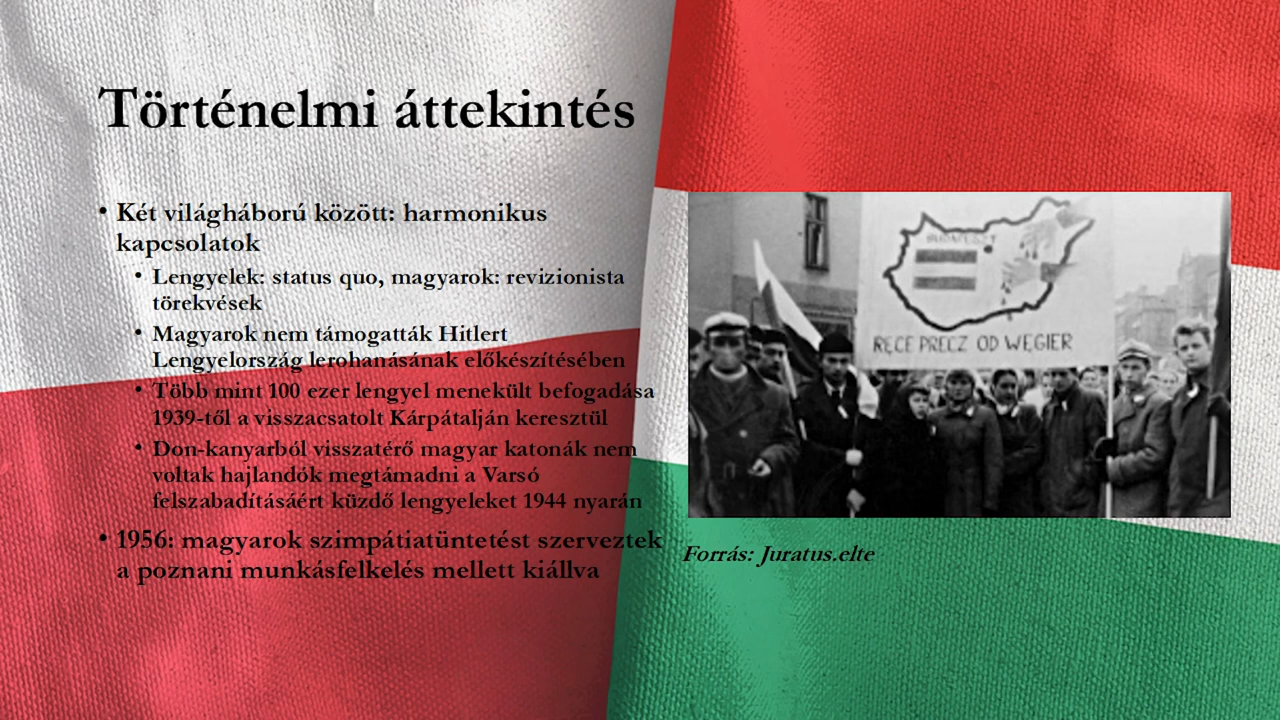 Történelmi áttekintés
• Két világháború között: harmonikus
kapcsolatok
• Lengyelek: status quo, magyarok: revizionista
törekvések
• Magyarok nem támogatták Hitlert
Lengyelország lerohanásának előkészítésében
• Több mint 100 ezer lengyel menekült befogadása
1939-től a visszacsatolt Kárpátalján keresztül
• Don-kanyarból visszatérő magyar katonák nem
voltak hajlandók megtámadni a Varsó
felszabadításáért küzdő lengyeleket 1944 nyarán
• 1956: magyarok szimpátiatüntetést szerveztek
a poznani munkásfelkelés mellett kiállva
RĘCE PRECZ OD WĘGIER
Forrás: Juratus.elte